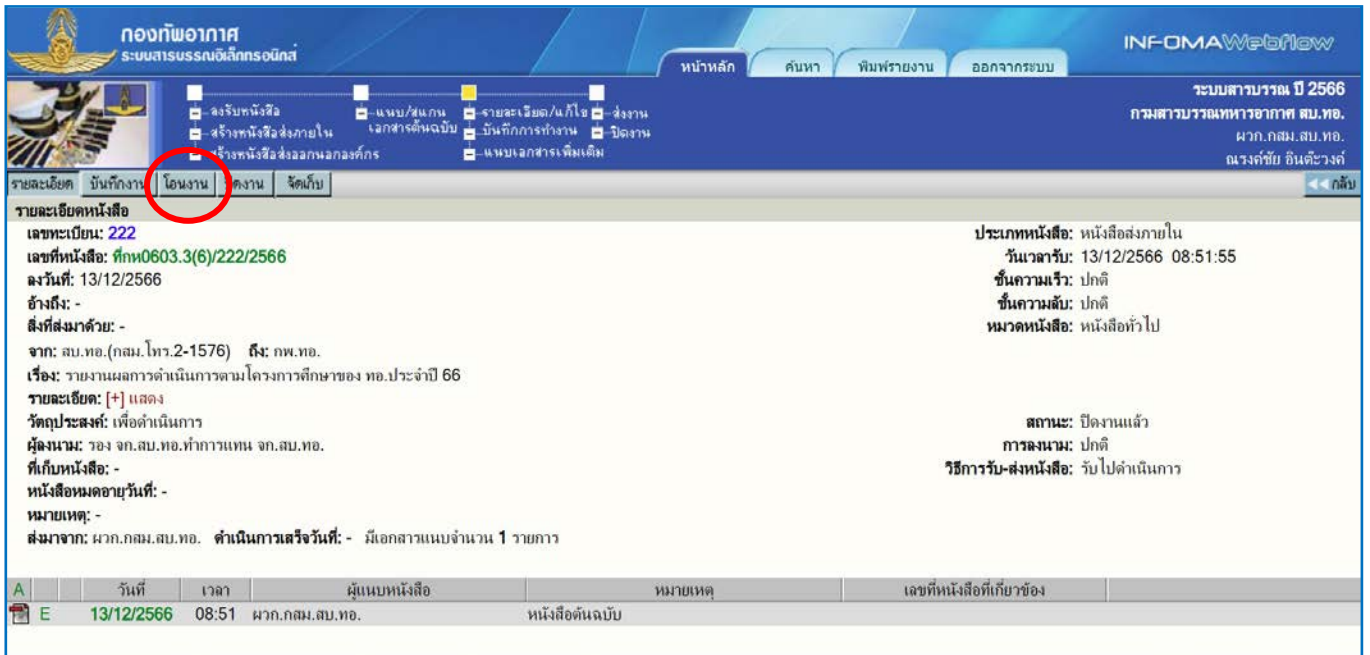 กองทัพอากาศ
ระบบสารบรรณอิเล็กทรอนิกส์
INFOMAWebflow
หน้าหลัก ค้นหา พิมพ์รายงาน ออกจากระบบ
ระบบสารบรรณ ปี 2566
กรมสารบรรณทหารอากาศ สบ.ทอ.
ผวก.กสม.สบ.ทอ.
ณรงค์ชัย อินต๊ะวงค์
ลงรับหนังสือ แนบ/สแกน รายละเอียด/แก้ไข ส่งงาน
สร้างหนังสือส่งภายใน เอกสารต้นฉบับ บันทึกการทำงาน ปิดงาน
สร้างหนังสือส่งออกนอกองค์กร แนบเอกสารเพิ่มเติม
รายละเอียด บันทึกงาน โอนงาน ปิดงาน จัดเก็บ กลับ
รายละเอียดหนังสือ
เลขทะเบียน: 222 ประเภทหนังสือ: หนังสือส่งภายใน
เลขที่หนังสือ: ที่กห0603.3(6)/222/2566 วันเวลารับ: 13/12/2566 08:51:55
ลงวันที่: 13/12/2566 ชั้นความเร็ว: ปกติ
อ้างถึง: - ชั้นความลับ: ปกติ
สิ่งที่ส่งมาด้วย: - หมวดหนังสือ: หนังสือทั่วไป
จาก: สบ.ทอ.(กสม.โทร.2-1576) ถึง: กพ.ทอ.
เรื่อง: รายงานผลการดำเนินการตามโครงการศึกษาของ ทอ.ประจำปี 66
รายละเอียด: [+] แสดง
วัตถุประสงค์: เพื่อดำเนินการ สถานะ: ปิดงานแล้ว
ผู้ลงนาม: รอง จก.สบ.ทอ.ทำการแทน จก.สบ.ทอ. การลงนาม: ปกติ
ที่เก็บหนังสือ: - วิธีการรับ-ส่งหนังสือ: รับไปดำเนินการ
หนังสือหมดอายุวันที่: -
หมายเหตุ: -
ส่งมาจาก: ผวก.กสม.สบ.ทอ. ดำเนินการเสร็จวันที่: - มีเอกสารแนบจำนวน 1 รายการ
A วันที่ เวลา ผู้แนบหนังสือ หมายเหตุ เลขที่หนังสือที่เกี่ยวข้อง
E 13/12/2566 08:51 ผวก.กสม.สบ.ทอ. หนังสือต้นฉบับ